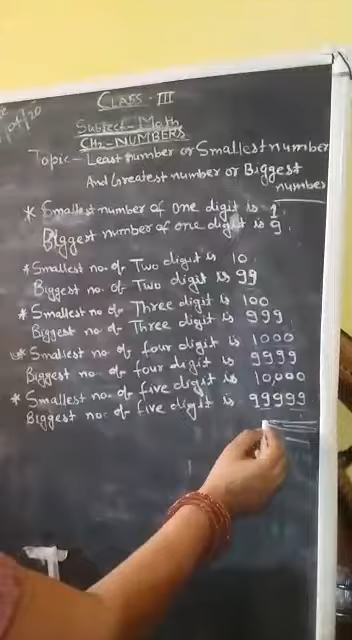 CLASS - III
Subject - Math
CH2 - NUMBERS
Topic - Least number or Smallest number
And Greatest number or Biggest
number
* Smallest number of one digit is 1.
Biggest number of one digit is 9.
* Smallest no. of Two digit is 10.
Biggest no. of Two digit is 99
* Smallest no. of Three digit is 100
Biggest no. of Three digit is 999
* Smallest no. of four digit is 1000
Biggest no. of four digit is 9999
* Smallest no. of five digit is 10,000
Biggest no. of five digit is 99999